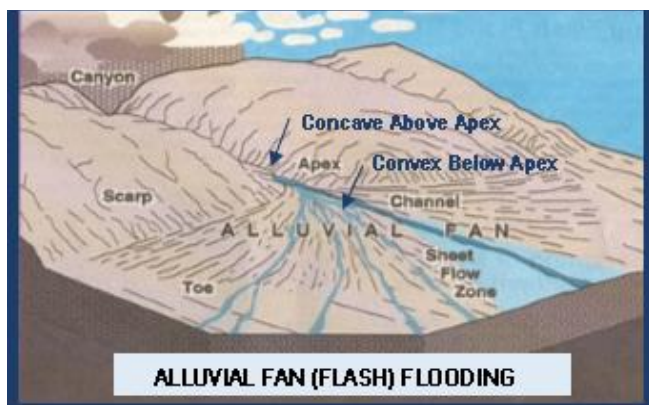 Canyon
Concave Above Apex
Apex
Convex Below Apex
Scarp
Channel
ALLUVIAL FAN
Sheet
Flow
Zone
Toe
ALLUVIAL FAN (FLASH) FLOODING